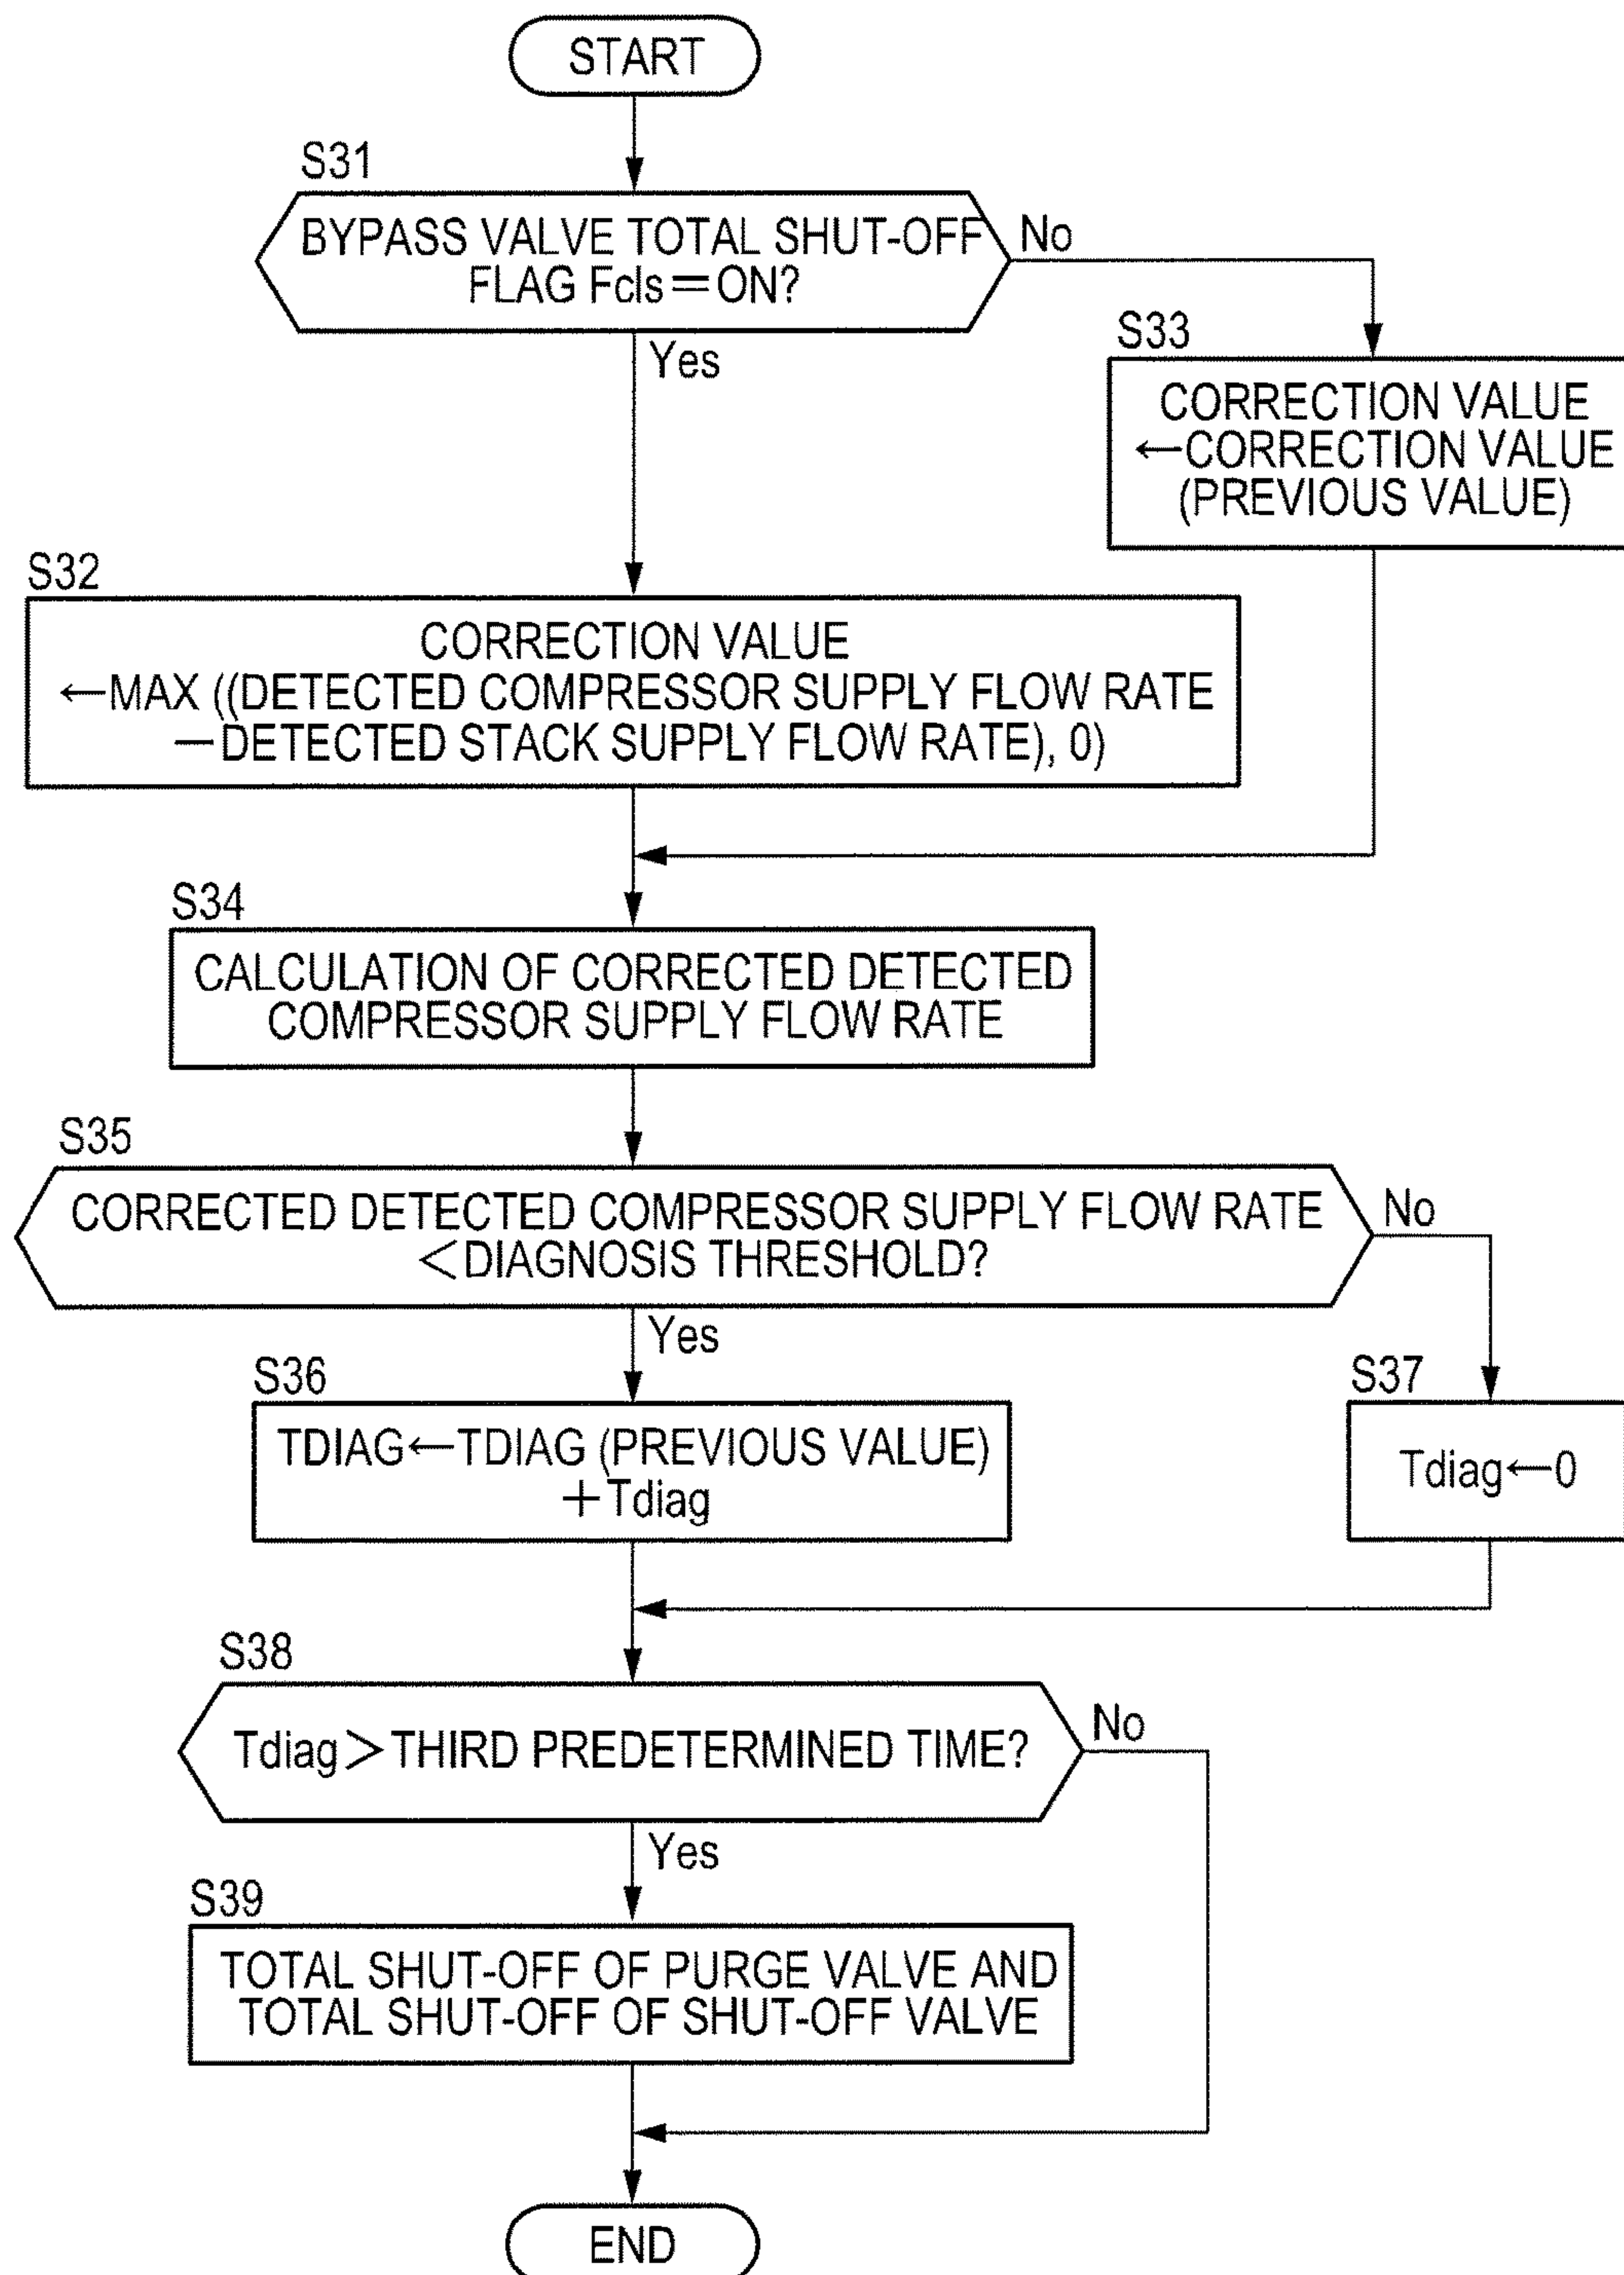 START
S31
BYPASS VALVE TOTAL SHUT-OFF
FLAG Fcls=ON?
No
Yes
S33
CORRECTION VALUE
←CORRECTION VALUE
(PREVIOUS VALUE)
S32
CORRECTION VALUE
←MAX ((DETECTED COMPRESSOR SUPPLY FLOW RATE
−DETECTED STACK SUPPLY FLOW RATE), 0)
S34
CALCULATION OF CORRECTED DETECTED
COMPRESSOR SUPPLY FLOW RATE
S35
CORRECTED DETECTED COMPRESSOR SUPPLY FLOW RATE
<DIAGNOSIS THRESHOLD?
No
Yes
S36
TDIAG←TDIAG (PREVIOUS VALUE)
+Tdiag
S37
Tdiag←0
S38
Tdiag>THIRD PREDETERMINED TIME?
No
Yes
S39
TOTAL SHUT-OFF OF PURGE VALVE AND
TOTAL SHUT-OFF OF SHUT-OFF VALVE
END